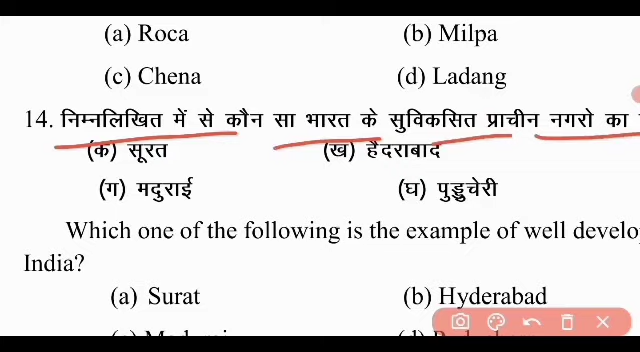 (a) Roca (b) Milpa
(c) Chena (d) Ladang
14. निम्नलिखित में से कौन सा भारत के सुविकसित प्राचीन नगरो का
(क) सूरत (ख) हैदराबाद
(ग) मदुराई (घ) पुड्डुचेरी
Which one of the following is the example of well develo
India?
(a) Surat (b) Hyderabad